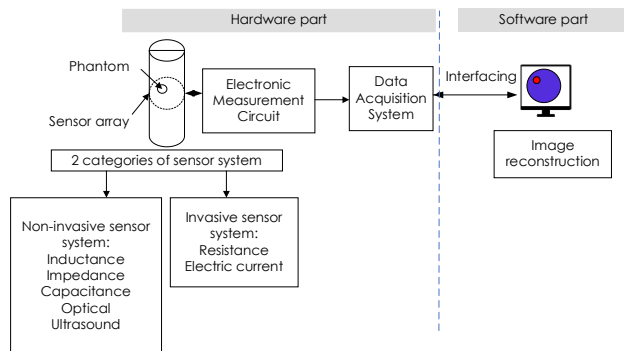 Hardware part
Software part
Phantom
Sensor array
Electronic
Measurement
Circuit
Data
Acquisition
System
Interfacing
Image
reconstruction
2 categories of sensor system
Non-invasive sensor
system:
Inductance
Impedance
Capacitance
Optical
Ultrasound
Invasive sensor
system:
Resistance
Electric current